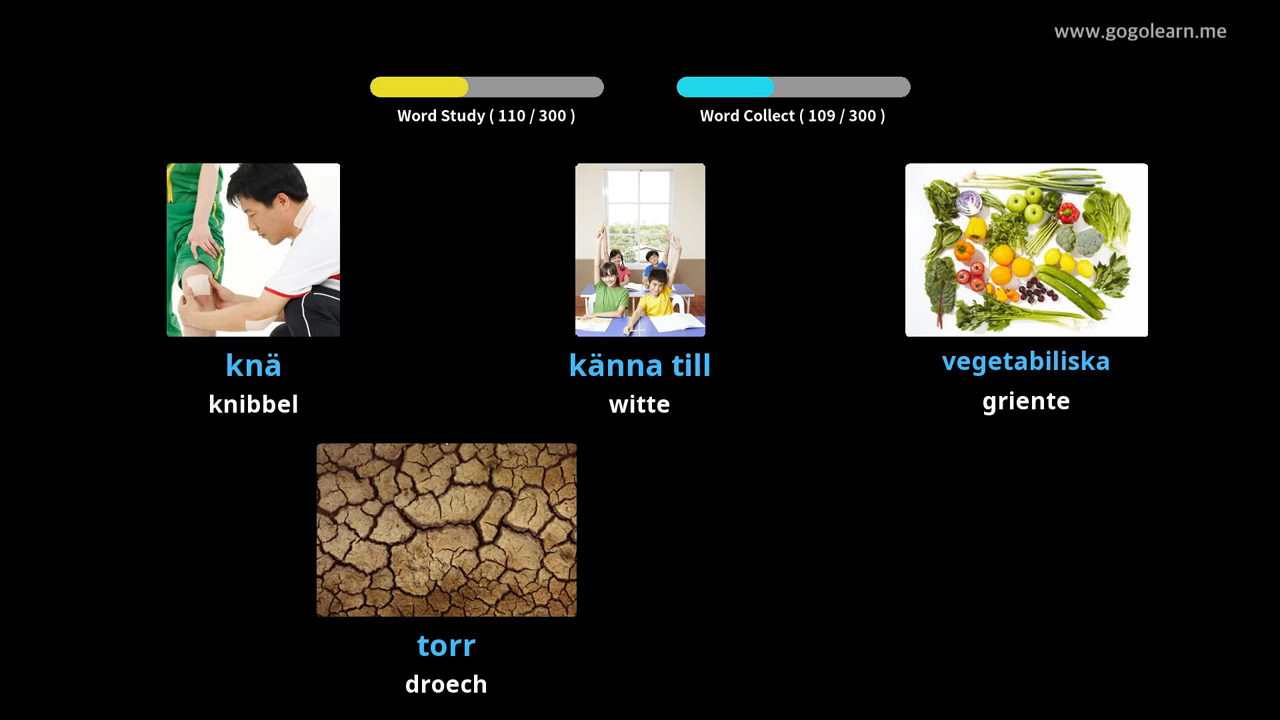 www.gogolearn.me
Word Study ( 110 / 300 )
Word Collect ( 109 / 300 )
knä
knibbel
känna till
witte
vegetabiliska
griente
torr
droech